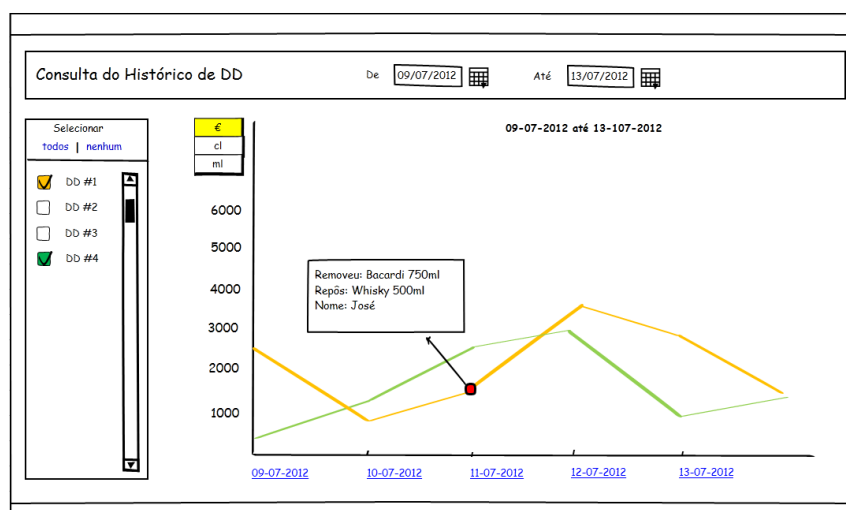 Consulta do Histórico de DD
De 09/07/2012 Até 13/07/2012
Selecionar
todos | nenhum
DD #1
DD #2
DD #3
DD #4
€
cl
ml
09-07-2012 até 13-107-2012
6000
5000
4000
3000
2000
1000
Removeu: Bacardi 750ml
Repôs: Whisky 500ml
Nome: José
09-07-2012 10-07-2012 11-07-2012 12-07-2012 13-07-2012